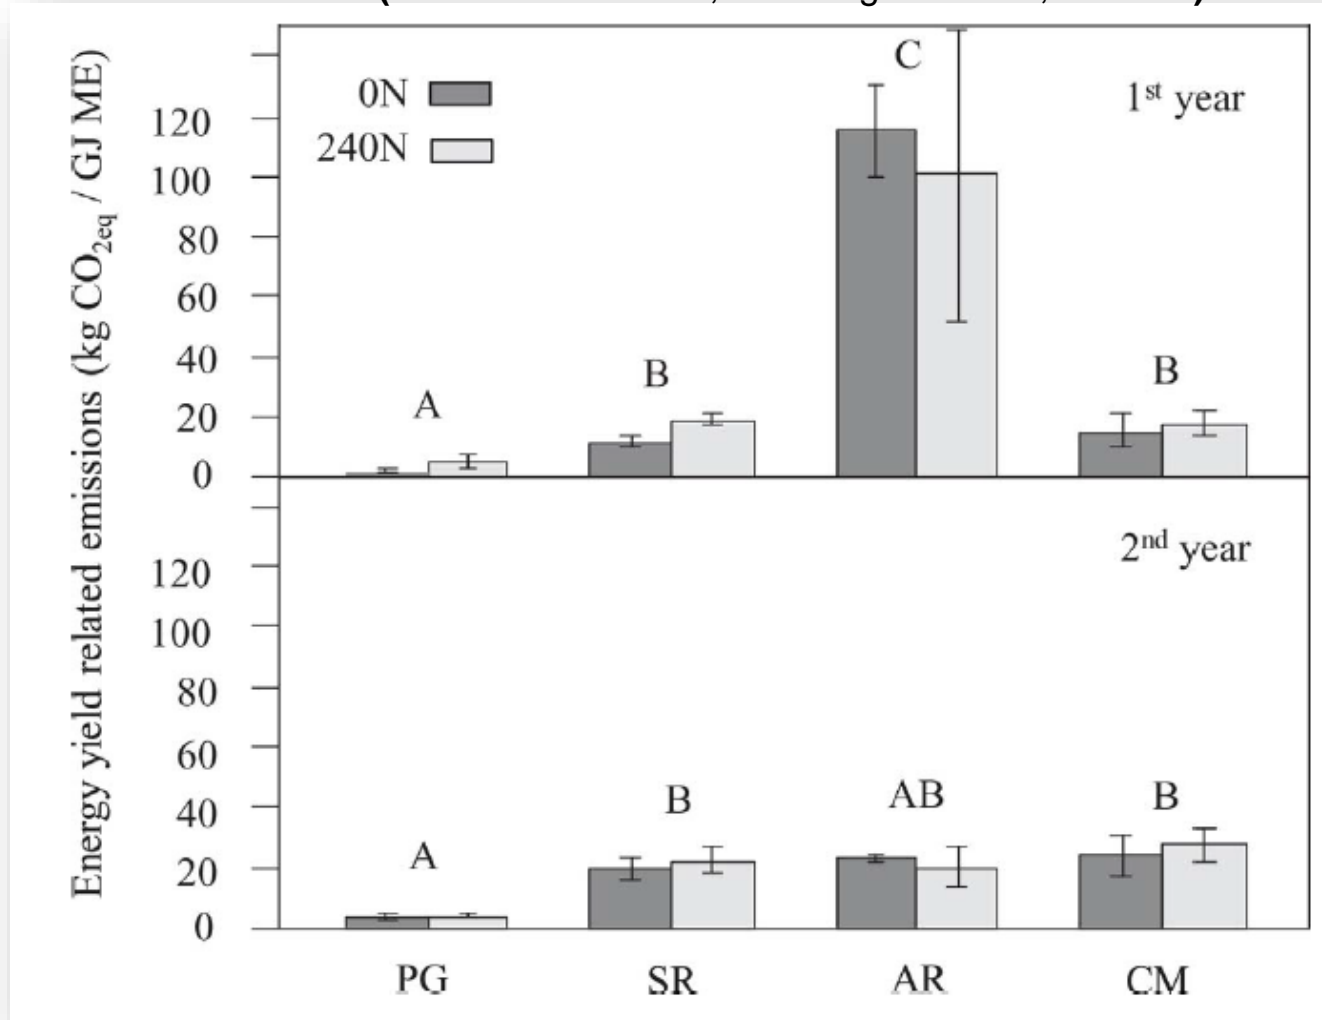 0N
240N
C
1st year
120
100
80
60
40
20
0
A
B
B
Energy yield related emissions (kg CO2eq / GJ ME)
2nd year
120
100
80
60
40
20
0
A
B
AB
B
PG
SR
AR
CM